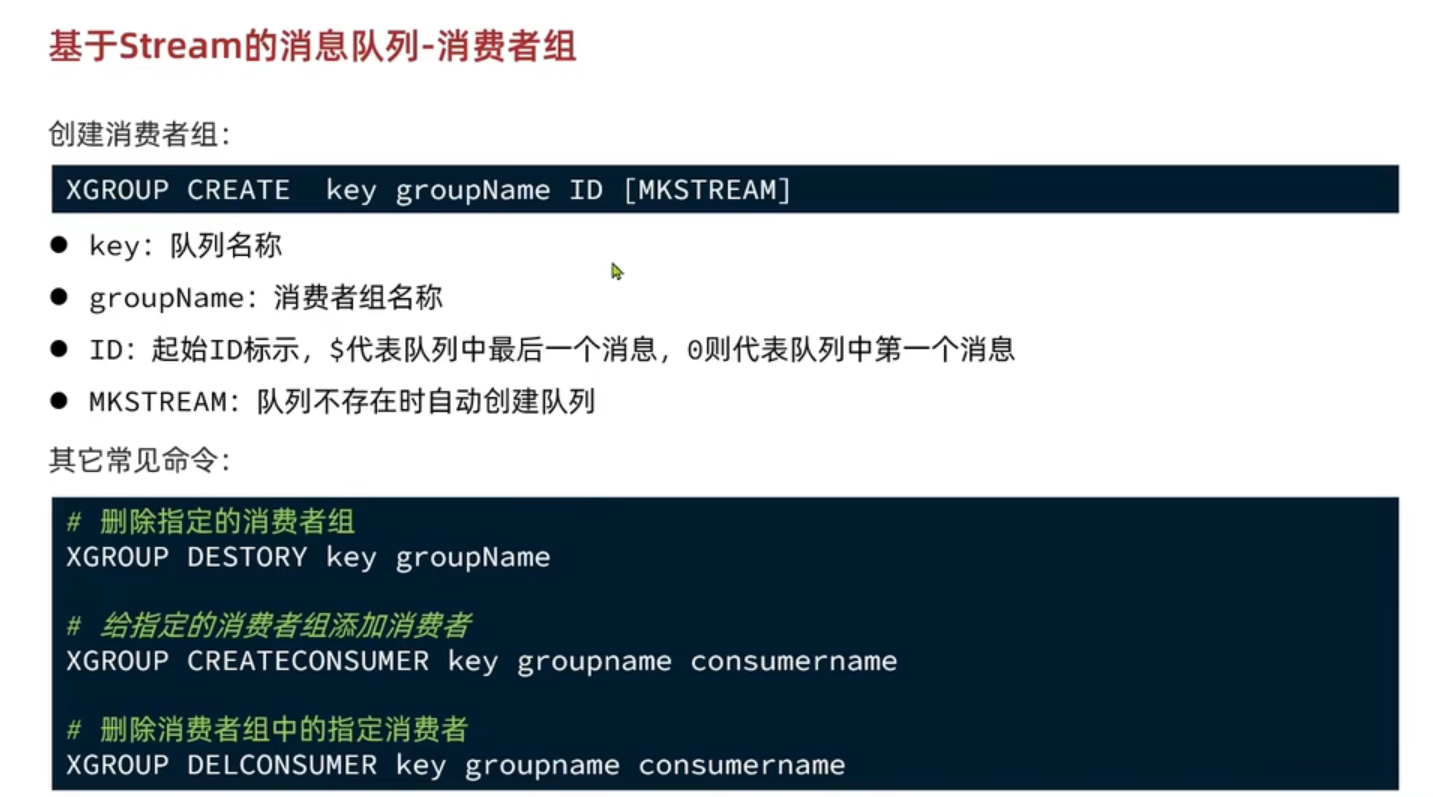 基于Stream的消息队列-消费者组
创建消费者组：
XGROUP CREATE  key groupName ID [MKSTREAM]
● key：队列名称
● groupName：消费者组名称
● ID：起始ID标示，$代表队列中最后一个消息，0则代表队列中第一个消息
● MKSTREAM：队列不存在时自动创建队列
其它常见命令：
# 删除指定的消费者组
XGROUP DESTORY key groupName
# 给指定的消费者组添加消费者
XGROUP CREATECONSUMER key groupname consumername
# 删除消费者组中的指定消费者
XGROUP DELCONSUMER key groupname consumername